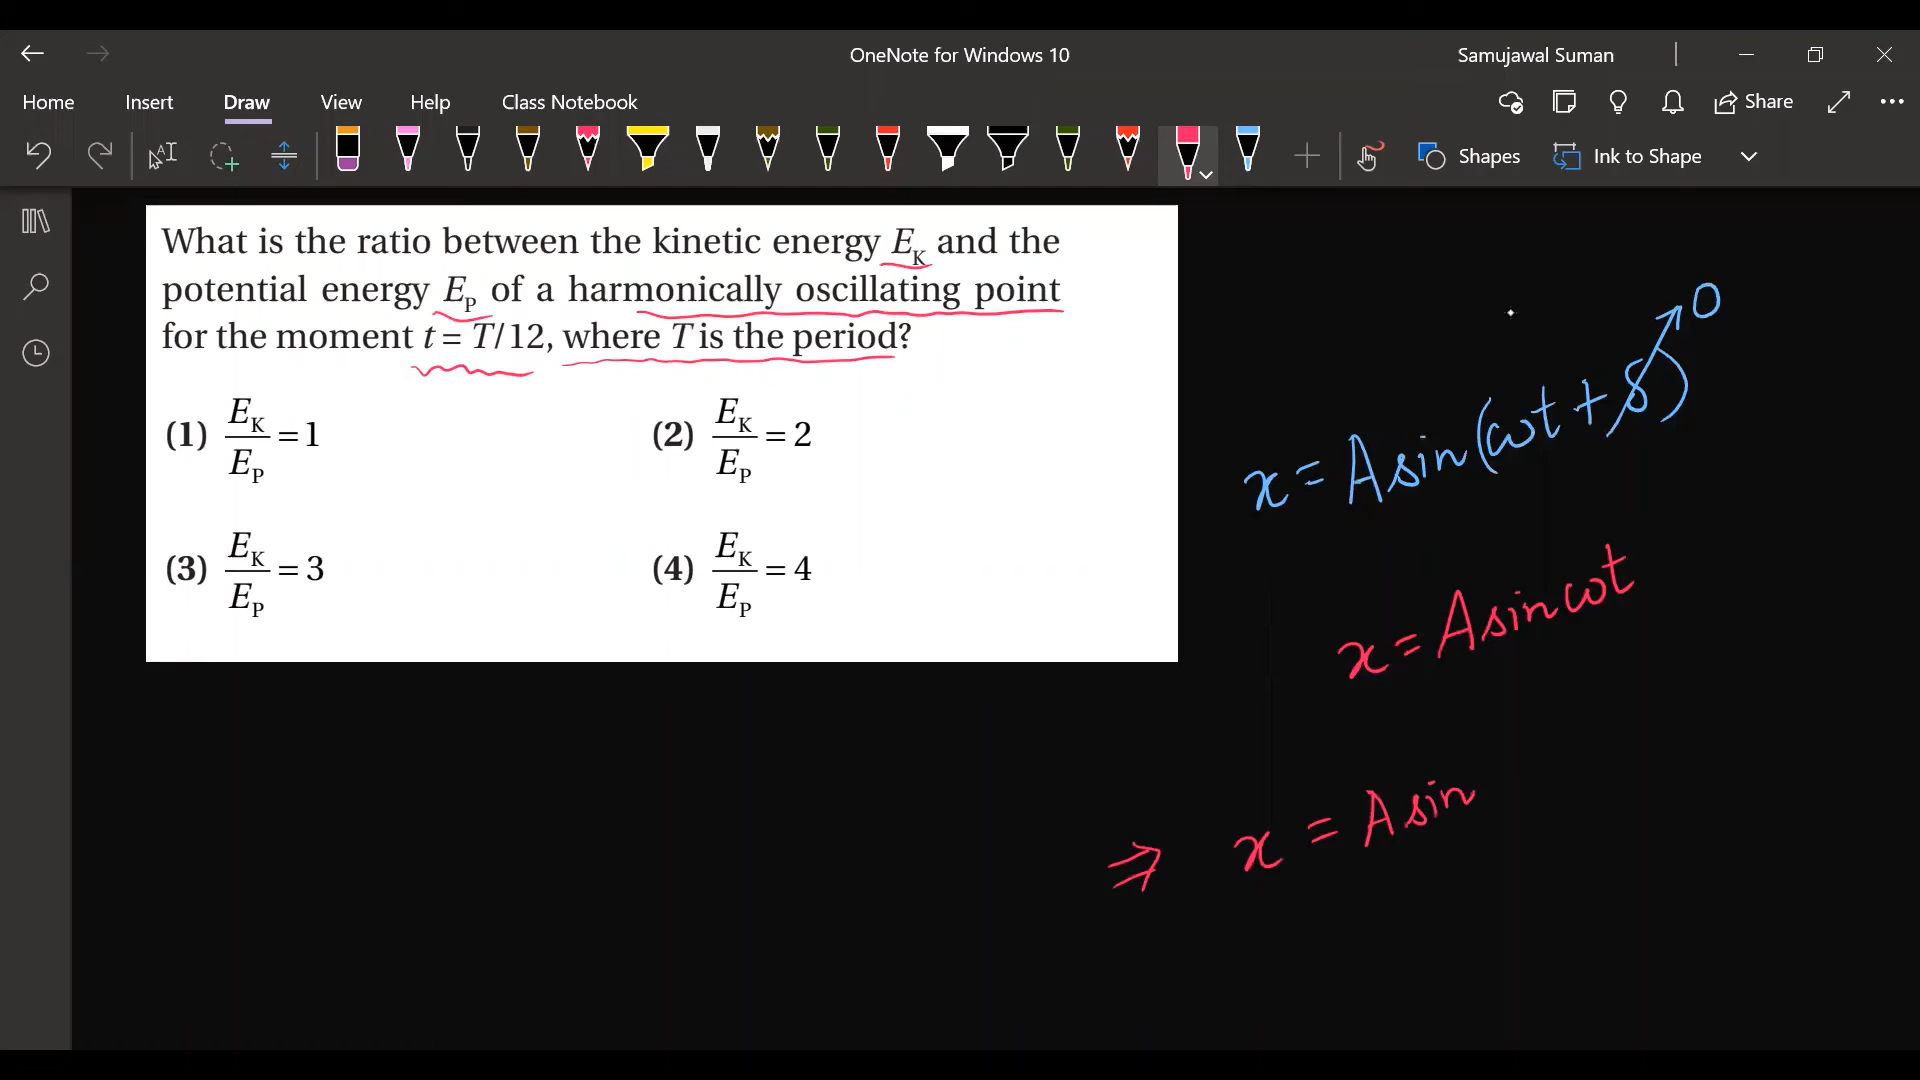 OneNote for Windows 10
Samujawal Suman
Home Insert Draw View Help Class Notebook
Share
Shapes Ink to Shape
What is the ratio between the kinetic energy E_K and the
potential energy E_P of a harmonically oscillating point
for the moment t = T/12, where T is the period?
(1) E_K/E_P = 1 (2) E_K/E_P = 2
(3) E_K/E_P = 3 (4) E_K/E_P = 4
0
x = A sin(ωt + δ)
x = A sin ωt
⇒ x = A sin